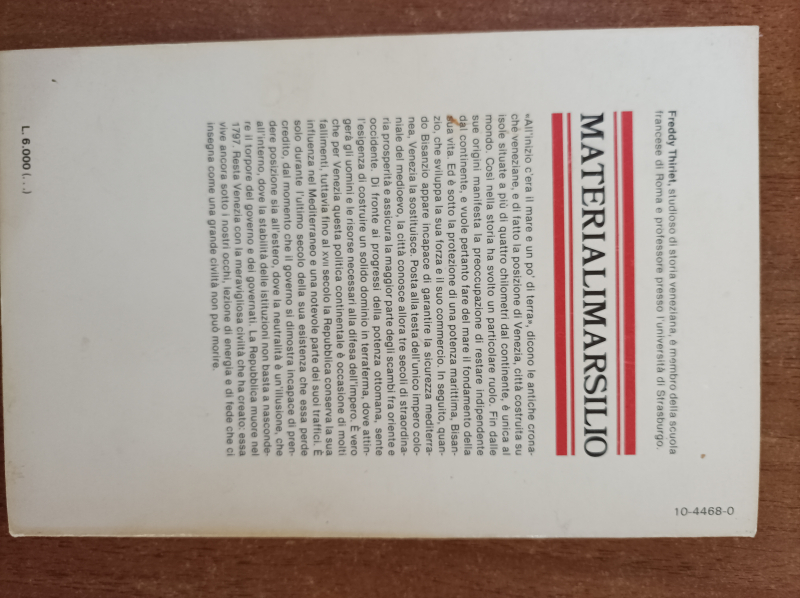 10-4468-0
Freddy Thiriet, studioso di storia veneziana, è membro della scuola
francese di Roma e professore presso l'università di Strasburgo.
MATERIALIMARSILIO
«All'inizio c'era il mare e un po' di terra», dicono le antiche crona-
che veneziane, e di fatto la posizione di Venezia, città costruita su
isole situate a più di quattro chilometri dal continente, è unica al
mondo. Così nella storia ha svolto un particolare ruolo. Fin dalle
sue origini manifesta la preoccupazione di restare indipendente
dal continente, e vuole pertanto fare del mare il fondamento della
sua vita. Ed è sotto la protezione di una potenza marittima, Bisan-
zio, che sviluppa la sua forza e il suo commercio. In seguito, quan-
do Bisanzio appare incapace di garantire la sicurezza mediterra-
nea, Venezia la sostituisce. Posta alla testa dell'unico impero colo-
niale del medioevo, la città conosce allora tre secoli di straordina-
ria prosperità e assicura la maggior parte degli scambi fra oriente e
occidente. Di fronte ai progressi della potenza ottomana, sente
l'esigenza di costruire un solido dominio in terraferma, dove attin-
gerà gli uomini e le risorse necessari alla difesa dell'impero. È vero
che per Venezia questa politica continentale è occasione di molti
fallimenti, tuttavia fino al XVII secolo la Repubblica conserva la sua
influenza nel Mediterraneo e una notevole parte dei suoi traffici. È
solo durante l'ultimo secolo della sua esistenza che essa perde
credito, dal momento che il governo si dimostra incapace di pren-
dere posizione sia all'estero, dove la neutralità è un'illusione, che
all'interno, dove la stabilità delle istituzioni non basta a nasconde-
re il torpore del governo e dei governati. La Repubblica muore nel
1797. Resta Venezia con la meravigliosa civiltà che ha creato: essa
vive ancora sotto i nostri occhi, lezione di energia e di fede che ci
insegna come una grande civiltà non può morire.
L. 6.000 (. .)